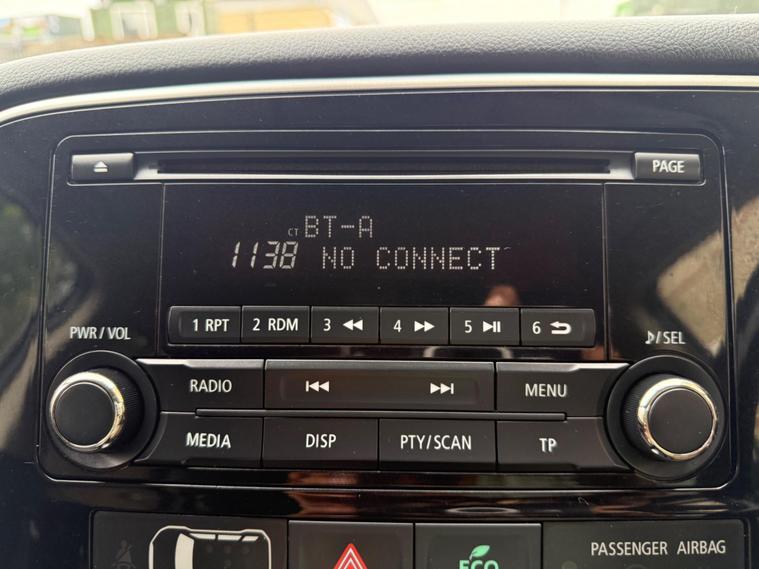 PAGE
CT BT-A
1138 NO CONNECT
PWR/VOL
1 RPT 2 RDM 3 4 5 6
♪/SEL
RADIO MENU
MEDIA DISP PTY/SCAN TP
ECO PASSENGER AIRBAG